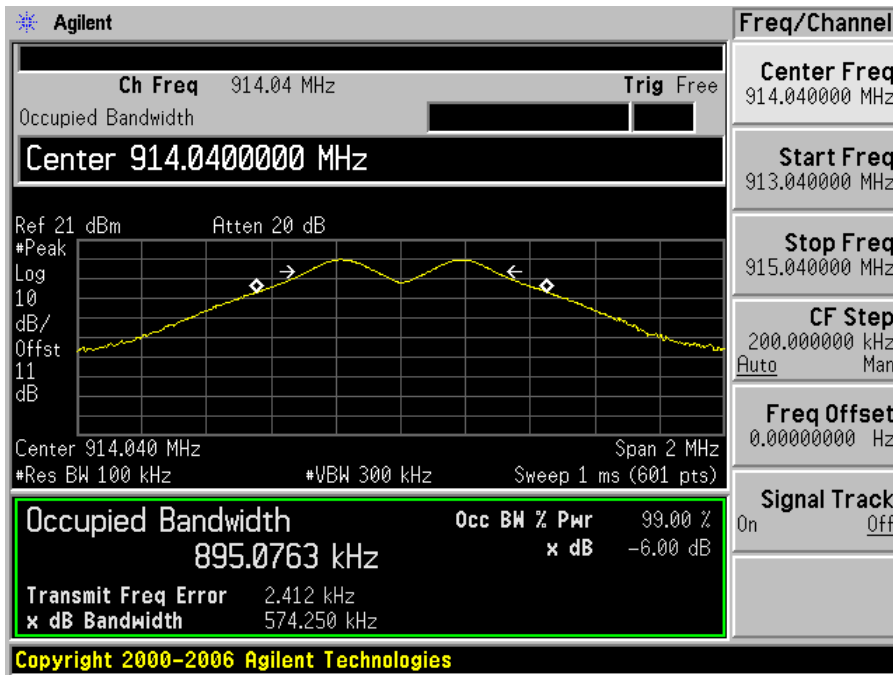 Agilent
Freq/Channel
Ch Freq 914.04 MHz Trig Free
Occupied Bandwidth
Center 914.0400000 MHz
Ref 21 dBm Atten 20 dB
#Peak
Log
10
dB/
Offst
11
dB
Center 914.040 MHz Span 2 MHz
#Res BW 100 kHz #VBW 300 kHz Sweep 1 ms (601 pts)
Occupied Bandwidth
895.0763 kHz
Occ BW % Pwr 99.00 %
x dB -6.00 dB
Transmit Freq Error 2.412 kHz
x dB Bandwidth 574.250 kHz
Center Freq
914.040000 MHz
Start Freq
913.040000 MHz
Stop Freq
915.040000 MHz
CF Step
200.000000 kHz
Auto Man
Freq Offset
0.00000000 Hz
Signal Track
On Off
Copyright 2000-2006 Agilent Technologies